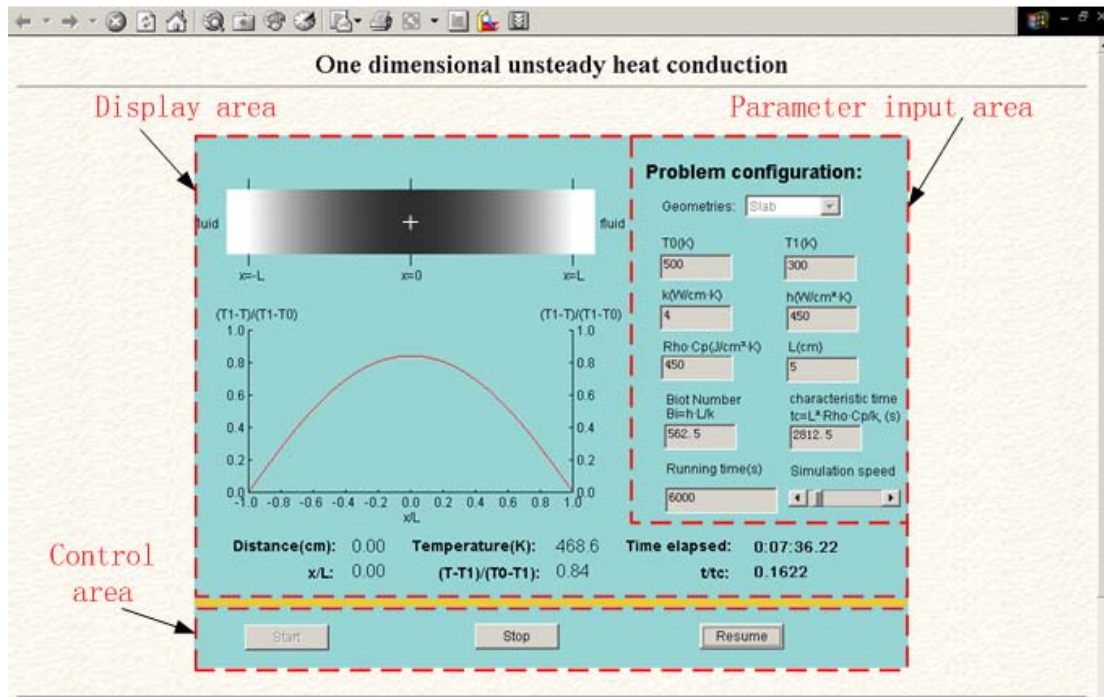 One dimensional unsteady heat conduction
Display area
Parameter input area
Problem configuration:
Geometries: Slab
fluid
fluid
x=-L x=0 x=L
T0(K) T1(K)
500 300
k(W/cm·K) h(W/cm²·K)
4 450
(T1-T)/(T1-T0) (T1-T)/(T1-T0)
Rho·Cp(J/cm³·K) L(cm)
450 5
Biot Number characteristic time
Bi=h·L/k tc=L²·Rho·Cp/k, (s)
562.5 2812.5
Running time(s) Simulation speed
6000
1.0
0.8 0.8
0.6 0.6
0.4 0.4
0.2 0.2
0.0 0.0
-1.0 -0.8 -0.6 -0.4 -0.2 0.0 0.2 0.4 0.6 0.8 1.0
x/L
Distance(cm): 0.00 Temperature(K): 468.6 Time elapsed: 0:07:36.22
x/L: 0.00 (T-T1)/(T0-T1): 0.84 t/tc: 0.1622
Control
area
Start Stop Resume